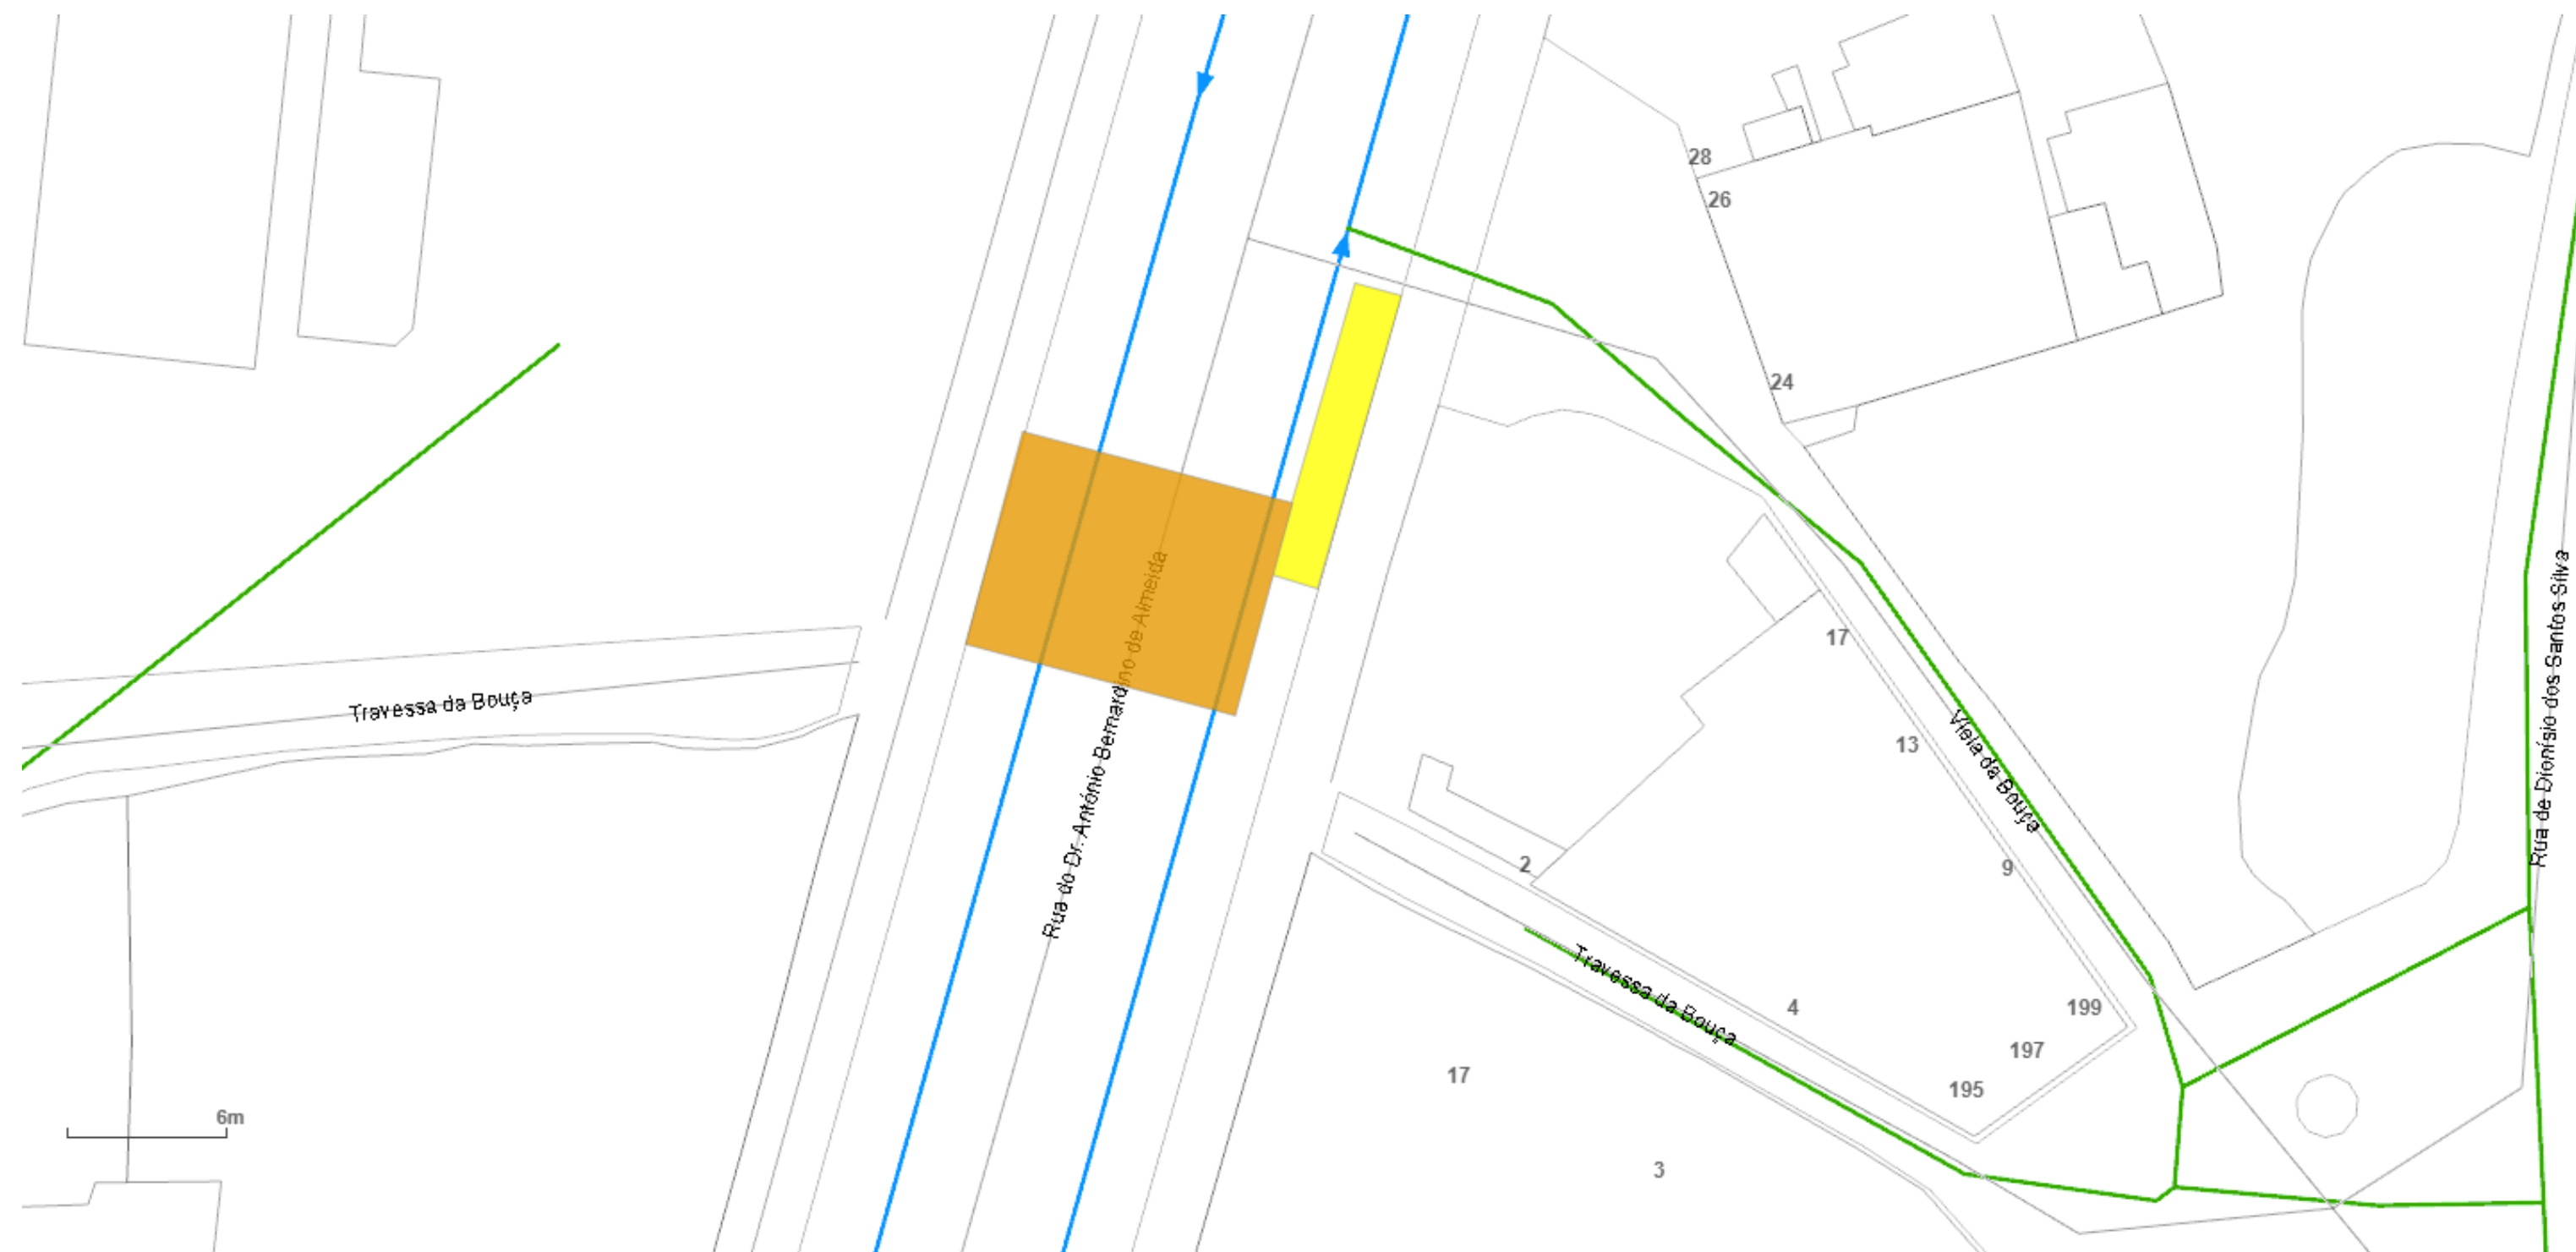 28
26
24
Rua do Dr. António Bernardino de Almeida
Rua de Dionísio dos Santos Silva
17
Travessa da Bouça
Viela da Bouça
13
2
9
Travessa da Bouça
4
199
197
17
195
6m
3